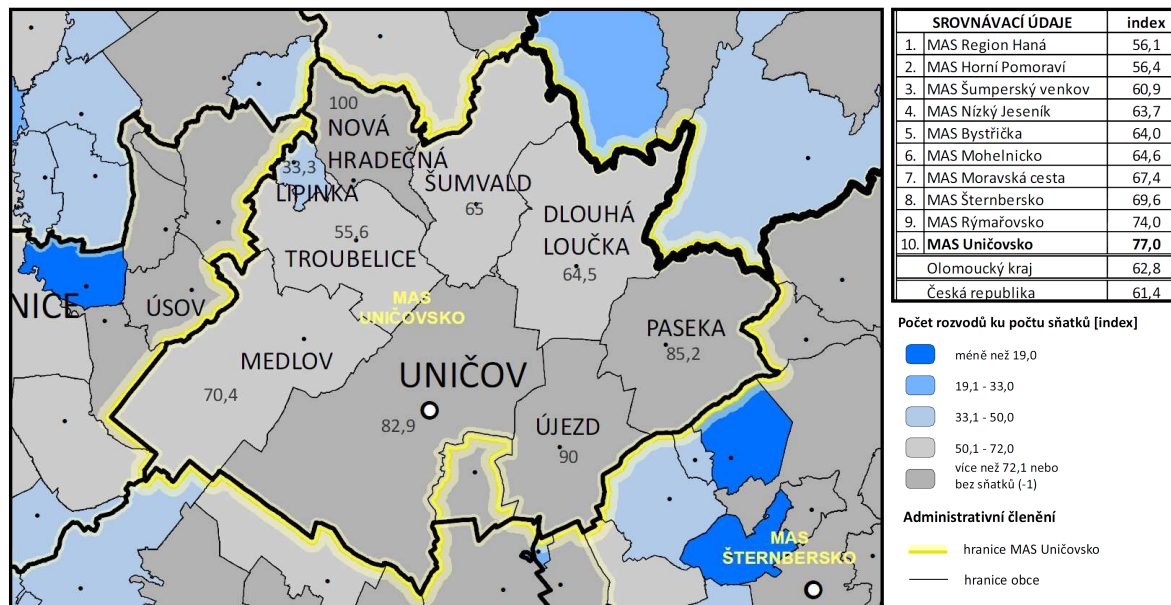 100
NOVÁ
HRADEČNÁ
33,3
LIPINKA
ŠUMVALD
65
DLOUHÁ
LOUČKA
64,5
55,6
TROUBELICE
MAS
UNIČOVSKO
NICE
ÚSOV
PASEKA
85,2
MEDLOV
70,4
UNIČOV
82,9
ÚJEZD
90
MAS
ŠTERNBERSKO
SROVNÁVACÍ ÚDAJE index
1. MAS Region Haná 56,1
2. MAS Horní Pomoraví 56,4
3. MAS Šumperský venkov 60,9
4. MAS Nízký Jeseník 63,7
5. MAS Bystřička 64,0
6. MAS Mohelnicko 64,6
7. MAS Moravská cesta 67,4
8. MAS Šternbersko 69,6
9. MAS Rýmařovsko 74,0
10. MAS Uničovsko 77,0
Olomoucký kraj 62,8
Česká republika 61,4
Počet rozvodů ku počtu sňatků [index]
méně než 19,0
19,1 - 33,0
33,1 - 50,0
50,1 - 72,0
více než 72,1 nebo
bez sňatků (-1)
Administrativní členění
hranice MAS Uničovsko
hranice obce